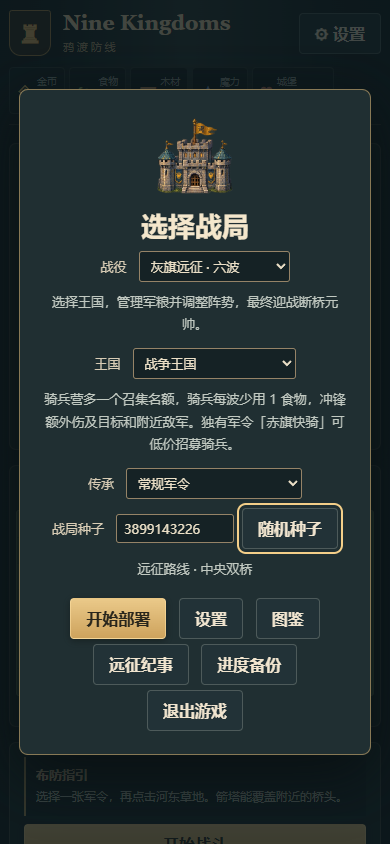 Nine Kingdoms
跨渡防线
设置
金币 食物 木材 魔力 城堡
选择战局
战役 灰旗远征 · 六波
选择王国，管理军粮并调整阵势，最终迎战断桥元
帅。
王国 战争王国
骑兵营多一个召集名额，骑兵每波少用 1 食物，冲锋
额外伤及目标和附近敌军。独有军令「赤旗快骑」可
低价招募骑兵。
传承 常规军令
战局种子 3899143226 随机种子
远征路线 · 中央双桥
开始部署 设置 图鉴
远征纪事 进度备份
退出游戏
布防指引
选择一张军令，再点击河东草地。箭塔能覆盖附近的桥头。
开始战斗